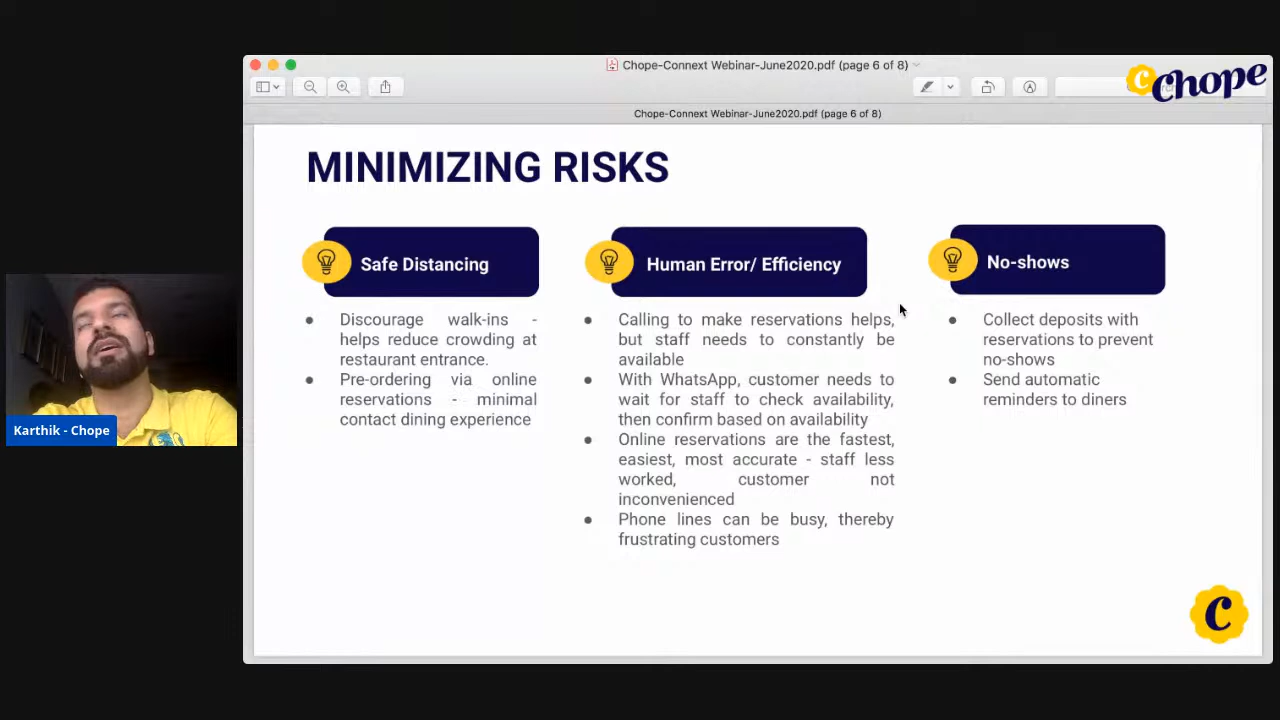 Chope-Connext Webinar-June2020.pdf (page 6 of 8)
Chope
Chope-Connext Webinar-June2020.pdf (page 6 of 8)
MINIMIZING RISKS
Safe Distancing
Discourage walk-ins -
helps reduce crowding at
restaurant entrance.
Pre-ordering via online
reservations - minimal
contact dining experience
Human Error/ Efficiency
Calling to make reservations helps,
but staff needs to constantly be
available
With WhatsApp, customer needs to
wait for staff to check availability,
then confirm based on availability
Online reservations are the fastest,
easiest, most accurate - staff less
worked, customer not
inconvenienced
Phone lines can be busy, thereby
frustrating customers
No-shows
Collect deposits with
reservations to prevent
no-shows
Send automatic
reminders to diners
Karthik - Chope
C